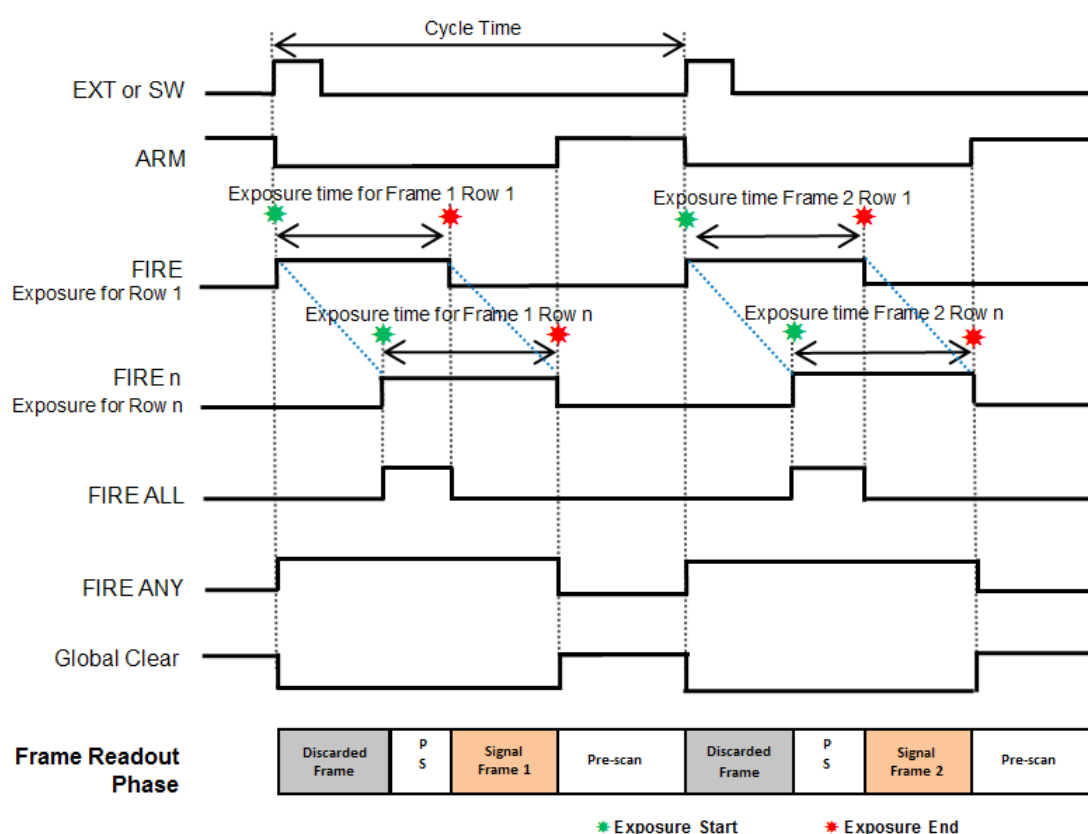 Cycle Time
EXT or SW
ARM
Exposure time for Frame 1 Row 1
Exposure time Frame 2 Row 1
FIRE
Exposure for Row 1
Exposure time for Frame 1 Row n
Exposure time Frame 2 Row n
FIRE n
Exposure for Row n
FIRE ALL
FIRE ANY
Global Clear
Frame Readout
Phase
Discarded
Frame
P
S
Signal
Frame 1
Pre-scan
Discarded
Frame
P
S
Signal
Frame 2
Pre-scan
Exposure Start
Exposure End